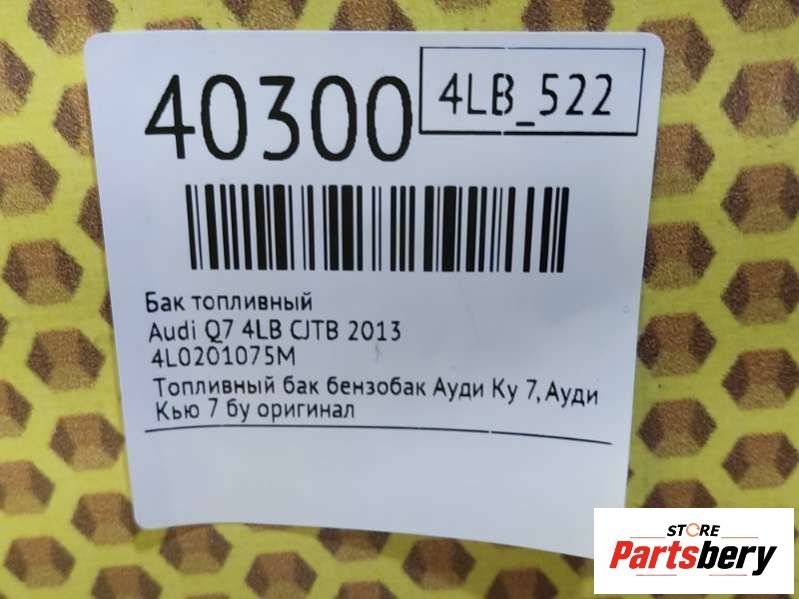 40300
4LB_522
Бак топливный
Audi Q7 4LB CJTB 2013
4L0201075M
Топливный бак бензобак Ауди Ку 7, Ауди
Кью 7 бу оригинал
STORE
Partsbery